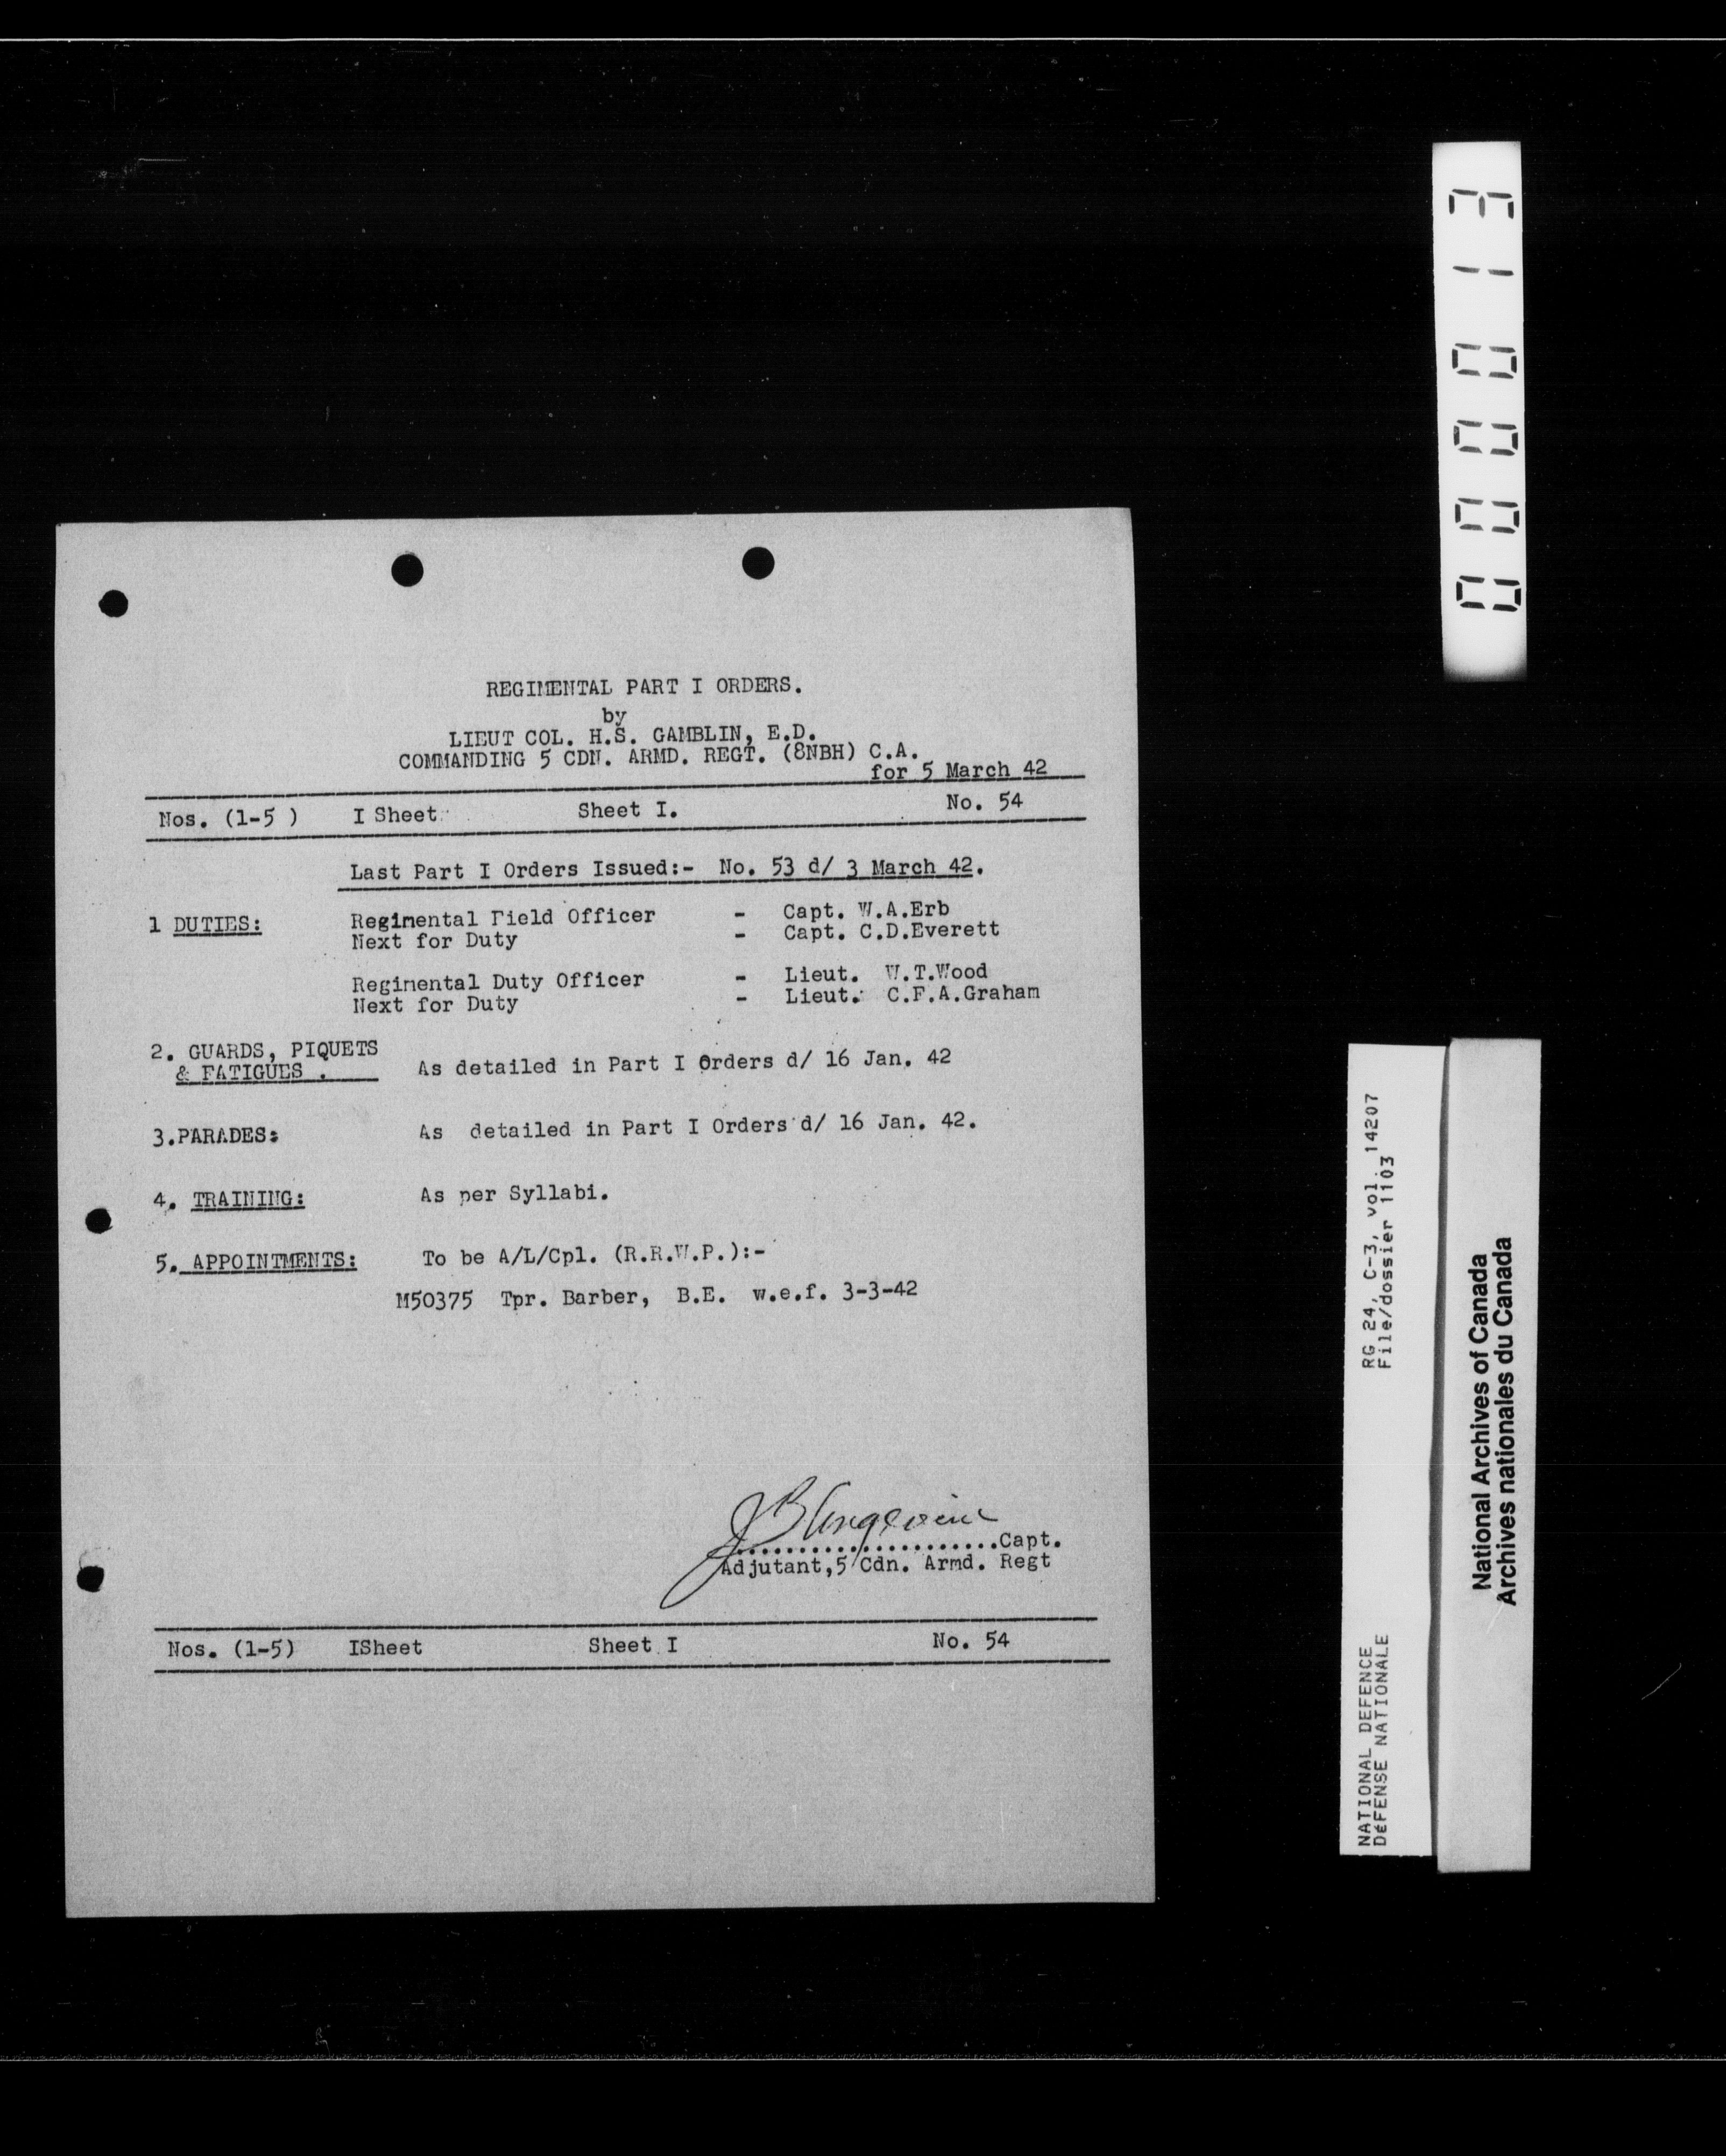 REGIMENTAL PART I ORDERS.
by
LIEUT COL. H.S. GAMBLIN, E.D.
COMMANDING 5 CDN. ARMD. REGT. (8NBH) C.A.
for 5 March 42
Nos. (1-5 ) I Sheet Sheet I. No. 54
Last Part I Orders Issued:- No. 53 d/ 3 March 42.
1 DUTIES: Regimental Field Officer - Capt. W.A.Erb
Next for Duty - Capt. C.D.Everett
Regimental Duty Officer - Lieut. W.T.Wood
Next for Duty - Lieut. C.F.A.Graham
2. GUARDS, PIQUETS
& FATIGUES . As detailed in Part I Orders d/ 16 Jan. 42
3.PARADES: As detailed in Part I Orders d/ 16 Jan. 42.
4. TRAINING: As per Syllabi.
5. APPOINTMENTS: To be A/L/Cpl. (R.R.W.P.):-
M50375 Tpr. Barber, B.E. w.e.f. 3-3-42
J B Angevine
......................Capt.
Adjutant,5 Cdn. Armd. Regt
Nos. (1-5) ISheet Sheet I No. 54
000013
NATIONAL DEFENCE RG 24, C-3, vol. 14207
DéFENSE NATIONALE File/dossier 1103
National Archives of Canada
Archives nationales du Canada